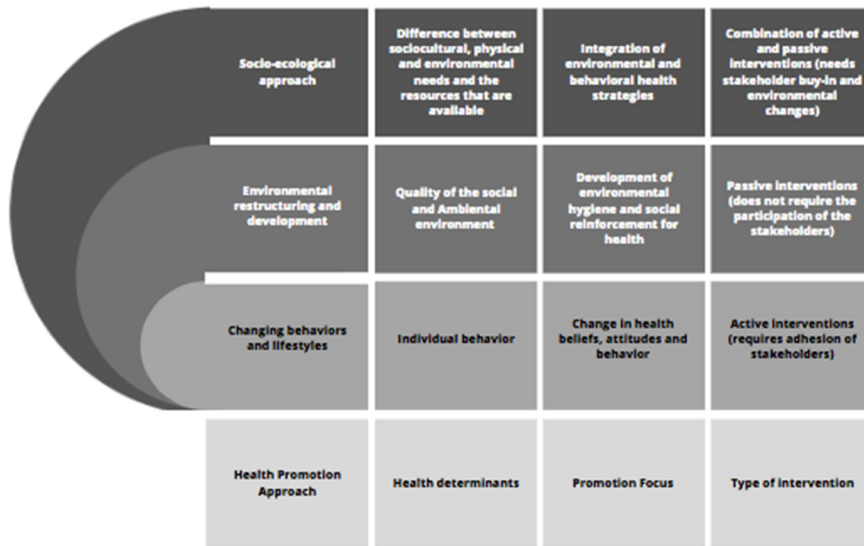 Socio-ecological
approach
Difference between
sociocultural, physical
and environmental
needs and the
resources that are
available
Integration of
environmental and
behavioral health
strategies
Combination of active
and passive
interventions (needs
stakeholder buy-in and
environmental
changes)
Environmental
restructuring and
development
Quality of the social
and Ambiental
environment
Development of
environmental
hygiene and social
reinforcement for
health
Passive interventions
(does not require the
participation of the
stakeholders)
Changing behaviors
and lifestyles
Individual behavior
Change in health
beliefs, attitudes and
behavior
Active interventions
(requires adhesion of
stakeholders)
Health Promotion
Approach
Health determinants
Promotion Focus
Type of intervention